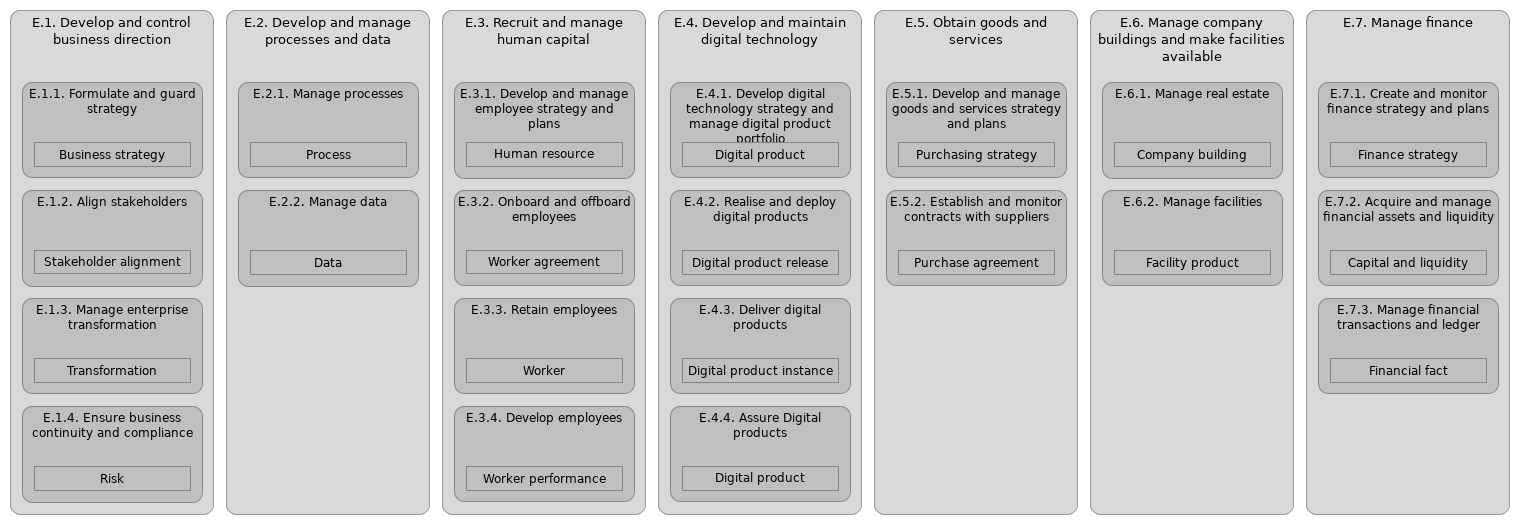 E.1. Develop and control
business direction
E.1.1. Formulate and guard
strategy
Business strategy
E.1.2. Align stakeholders
Stakeholder alignment
E.1.3. Manage enterprise
transformation
Transformation
E.1.4. Ensure business
continuity and compliance
Risk
E.2. Develop and manage
processes and data
E.2.1. Manage processes
Process
E.2.2. Manage data
Data
E.3. Recruit and manage
human capital
E.3.1. Develop and manage
employee strategy and
plans
Human resource
E.3.2. Onboard and offboard
employees
Worker agreement
E.3.3. Retain employees
Worker
E.3.4. Develop employees
Worker performance
E.4. Develop and maintain
digital technology
E.4.1. Develop digital
technology strategy and
manage digital product
portfolio
Digital product
E.4.2. Realise and deploy
digital products
Digital product release
E.4.3. Deliver digital
products
Digital product instance
E.4.4. Assure Digital
products
Digital product
E.5. Obtain goods and
services
E.5.1. Develop and manage
goods and services strategy
and plans
Purchasing strategy
E.5.2. Establish and monitor
contracts with suppliers
Purchase agreement
E.6. Manage company
buildings and make facilities
available
E.6.1. Manage real estate
Company building
E.6.2. Manage facilities
Facility product
E.7. Manage finance
E.7.1. Create and monitor
finance strategy and plans
Finance strategy
E.7.2. Acquire and manage
financial assets and liquidity
Capital and liquidity
E.7.3. Manage financial
transactions and ledger
Financial fact